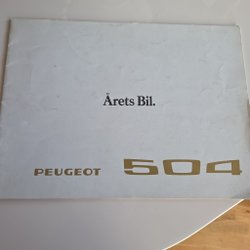 Årets Bil.
PEUGEOT 504